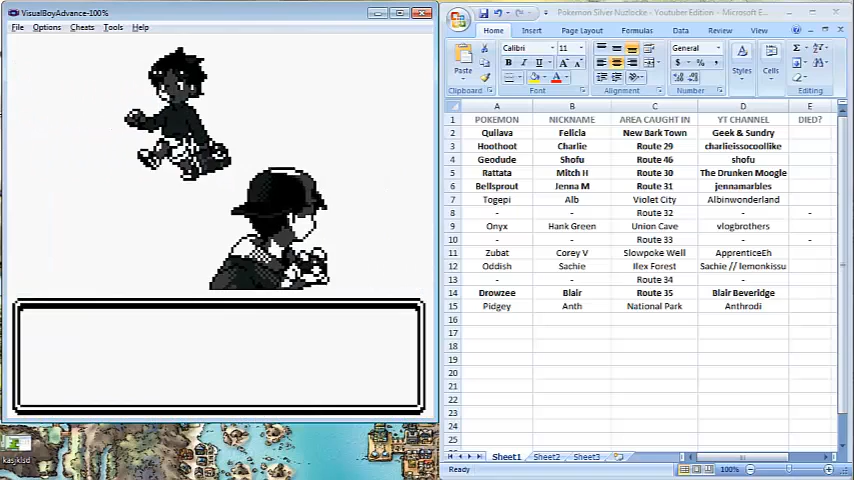 VisualBoyAdvance-100%
File Options Cheats Tools Help
Pokemon Silver Nuzlocke - Youtuber Edition - Microsoft E...
Home Insert Page Layout Formulas Data Review View
Paste
Calibri 11
B I U
General
Styles
Cells
Clipboard Font Alignment Number Editing
A B C D E
1 POKEMON NICKNAME AREA CAUGHT IN YT CHANNEL DIED?
2 Quilava Felicia New Bark Town Geek & Sundry
3 Hoothoot Charlie Route 29 charlieissocoollike
4 Geodude Shofu Route 46 shofu
5 Rattata Mitch H Route 30 The Drunken Moogle
6 Bellsprout Jenna M Route 31 jennamarbles
7 Togepi Alb Violet City Albinwonderland
8 - - Route 32 - -
9 Onyx Hank Green Union Cave vlogbrothers
10 - - Route 33 - -
11 Zubat Corey V Slowpoke Well ApprenticeEh
12 Oddish Sachie Ilex Forest Sachie // lemonkissu
13 - - Route 34 - -
14 Drowzee Blair Route 35 Blair Beveridge
15 Pidgey Anth National Park Anthrodi
16
17
18
19
20
21
22
23
24
25
Sheet1 Sheet2 Sheet3
Ready 100%
kasjklsd